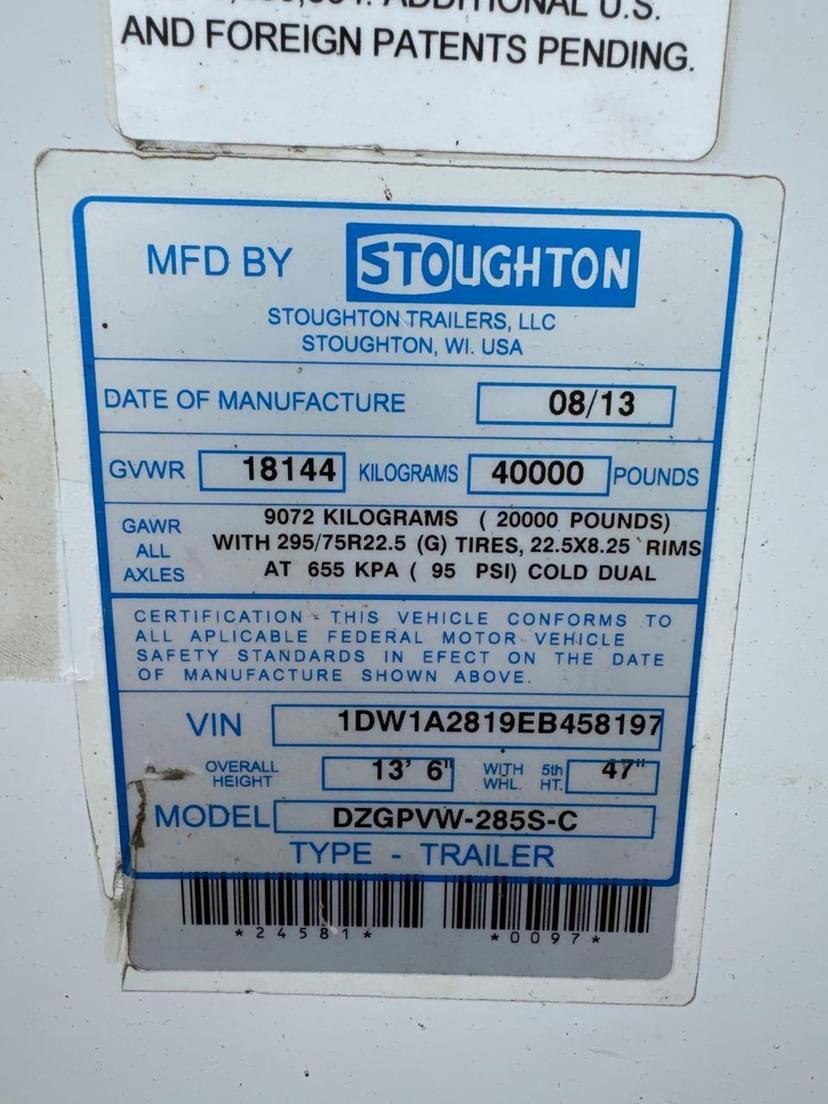 ADDITIONAL U.S.
AND FOREIGN PATENTS PENDING.
MFD BY STOUGHTON
STOUGHTON TRAILERS, LLC
STOUGHTON, WI. USA
DATE OF MANUFACTURE 08/13
GVWR 18144 KILOGRAMS 40000 POUNDS
GAWR ALL AXLES
9072 KILOGRAMS ( 20000 POUNDS)
WITH 295/75R22.5 (G) TIRES, 22.5X8.25 RIMS
AT 655 KPA ( 95 PSI) COLD DUAL
CERTIFICATION - THIS VEHICLE CONFORMS TO
ALL APLICABLE FEDERAL MOTOR VEHICLE
SAFETY STANDARDS IN EFECT ON THE DATE
OF MANUFACTURE SHOWN ABOVE.
VIN 1DW1A2819EB458197
OVERALL HEIGHT 13' 6" WITH 5th WHL. HT. 47"
MODEL DZGPVW-285S-C
TYPE - TRAILER
*24581* *0097*